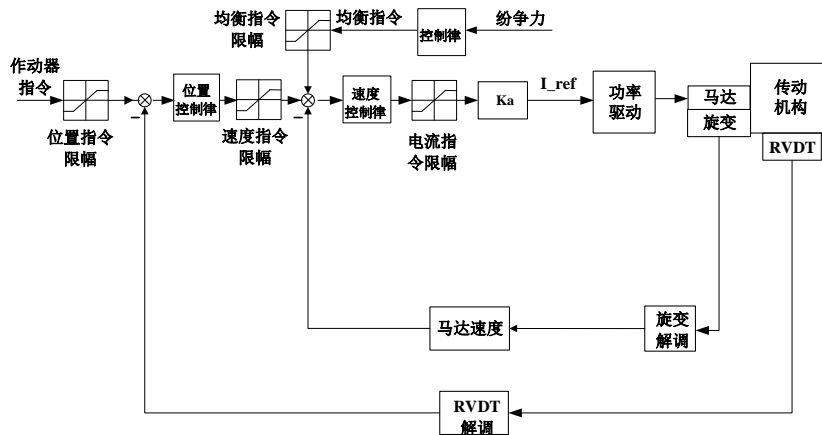 均衡指令
限幅
均衡指令
控制律
纷争力
作动器
指令
位置指令
限幅
位置
控制律
速度指令
限幅
速度
控制律
电流指
令限幅
Ka
I_ref
功率
驱动
马达
旋变
传动
机构
RVDT
马达速度
旋变
解调
RVDT
解调